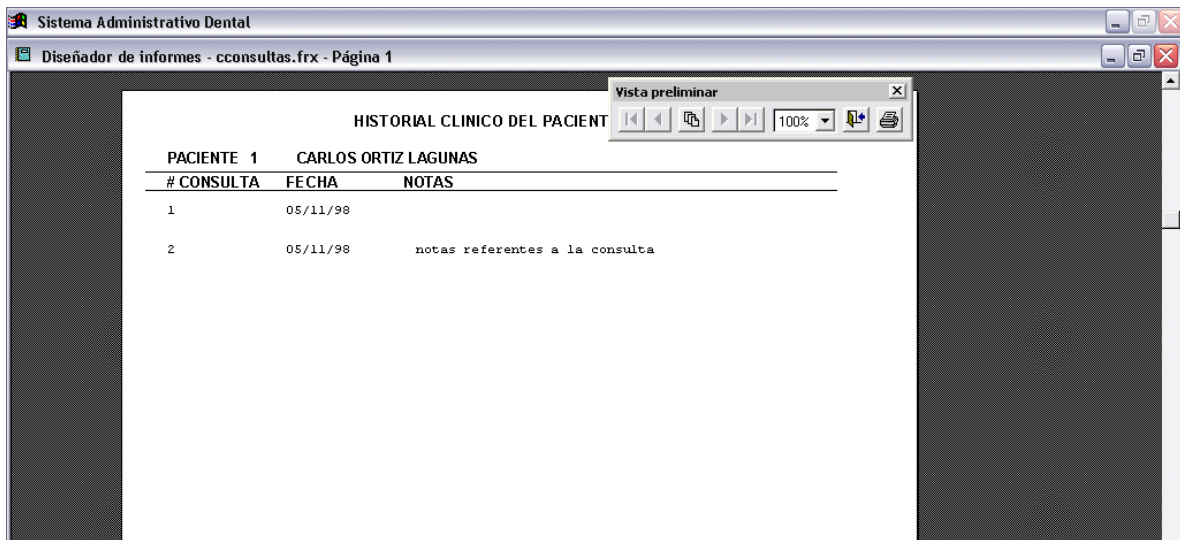 Sistema Administrativo Dental
Diseñador de informes - cconsultas.frx - Página 1
Vista preliminar
100%
HISTORIAL CLINICO DEL PACIENT
PACIENTE 1 CARLOS ORTIZ LAGUNAS
# CONSULTA FECHA NOTAS
1 05/11/98
2 05/11/98 notas referentes a la consulta